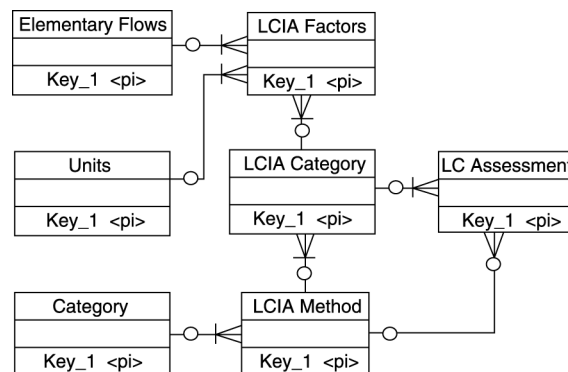 Elementary Flows
Key_1 <pi>
LCIA Factors
Key_1 <pi>
Units
Key_1 <pi>
LCIA Category
Key_1 <pi>
LC Assessment
Key_1 <pi>
Category
Key_1 <pi>
LCIA Method
Key_1 <pi>